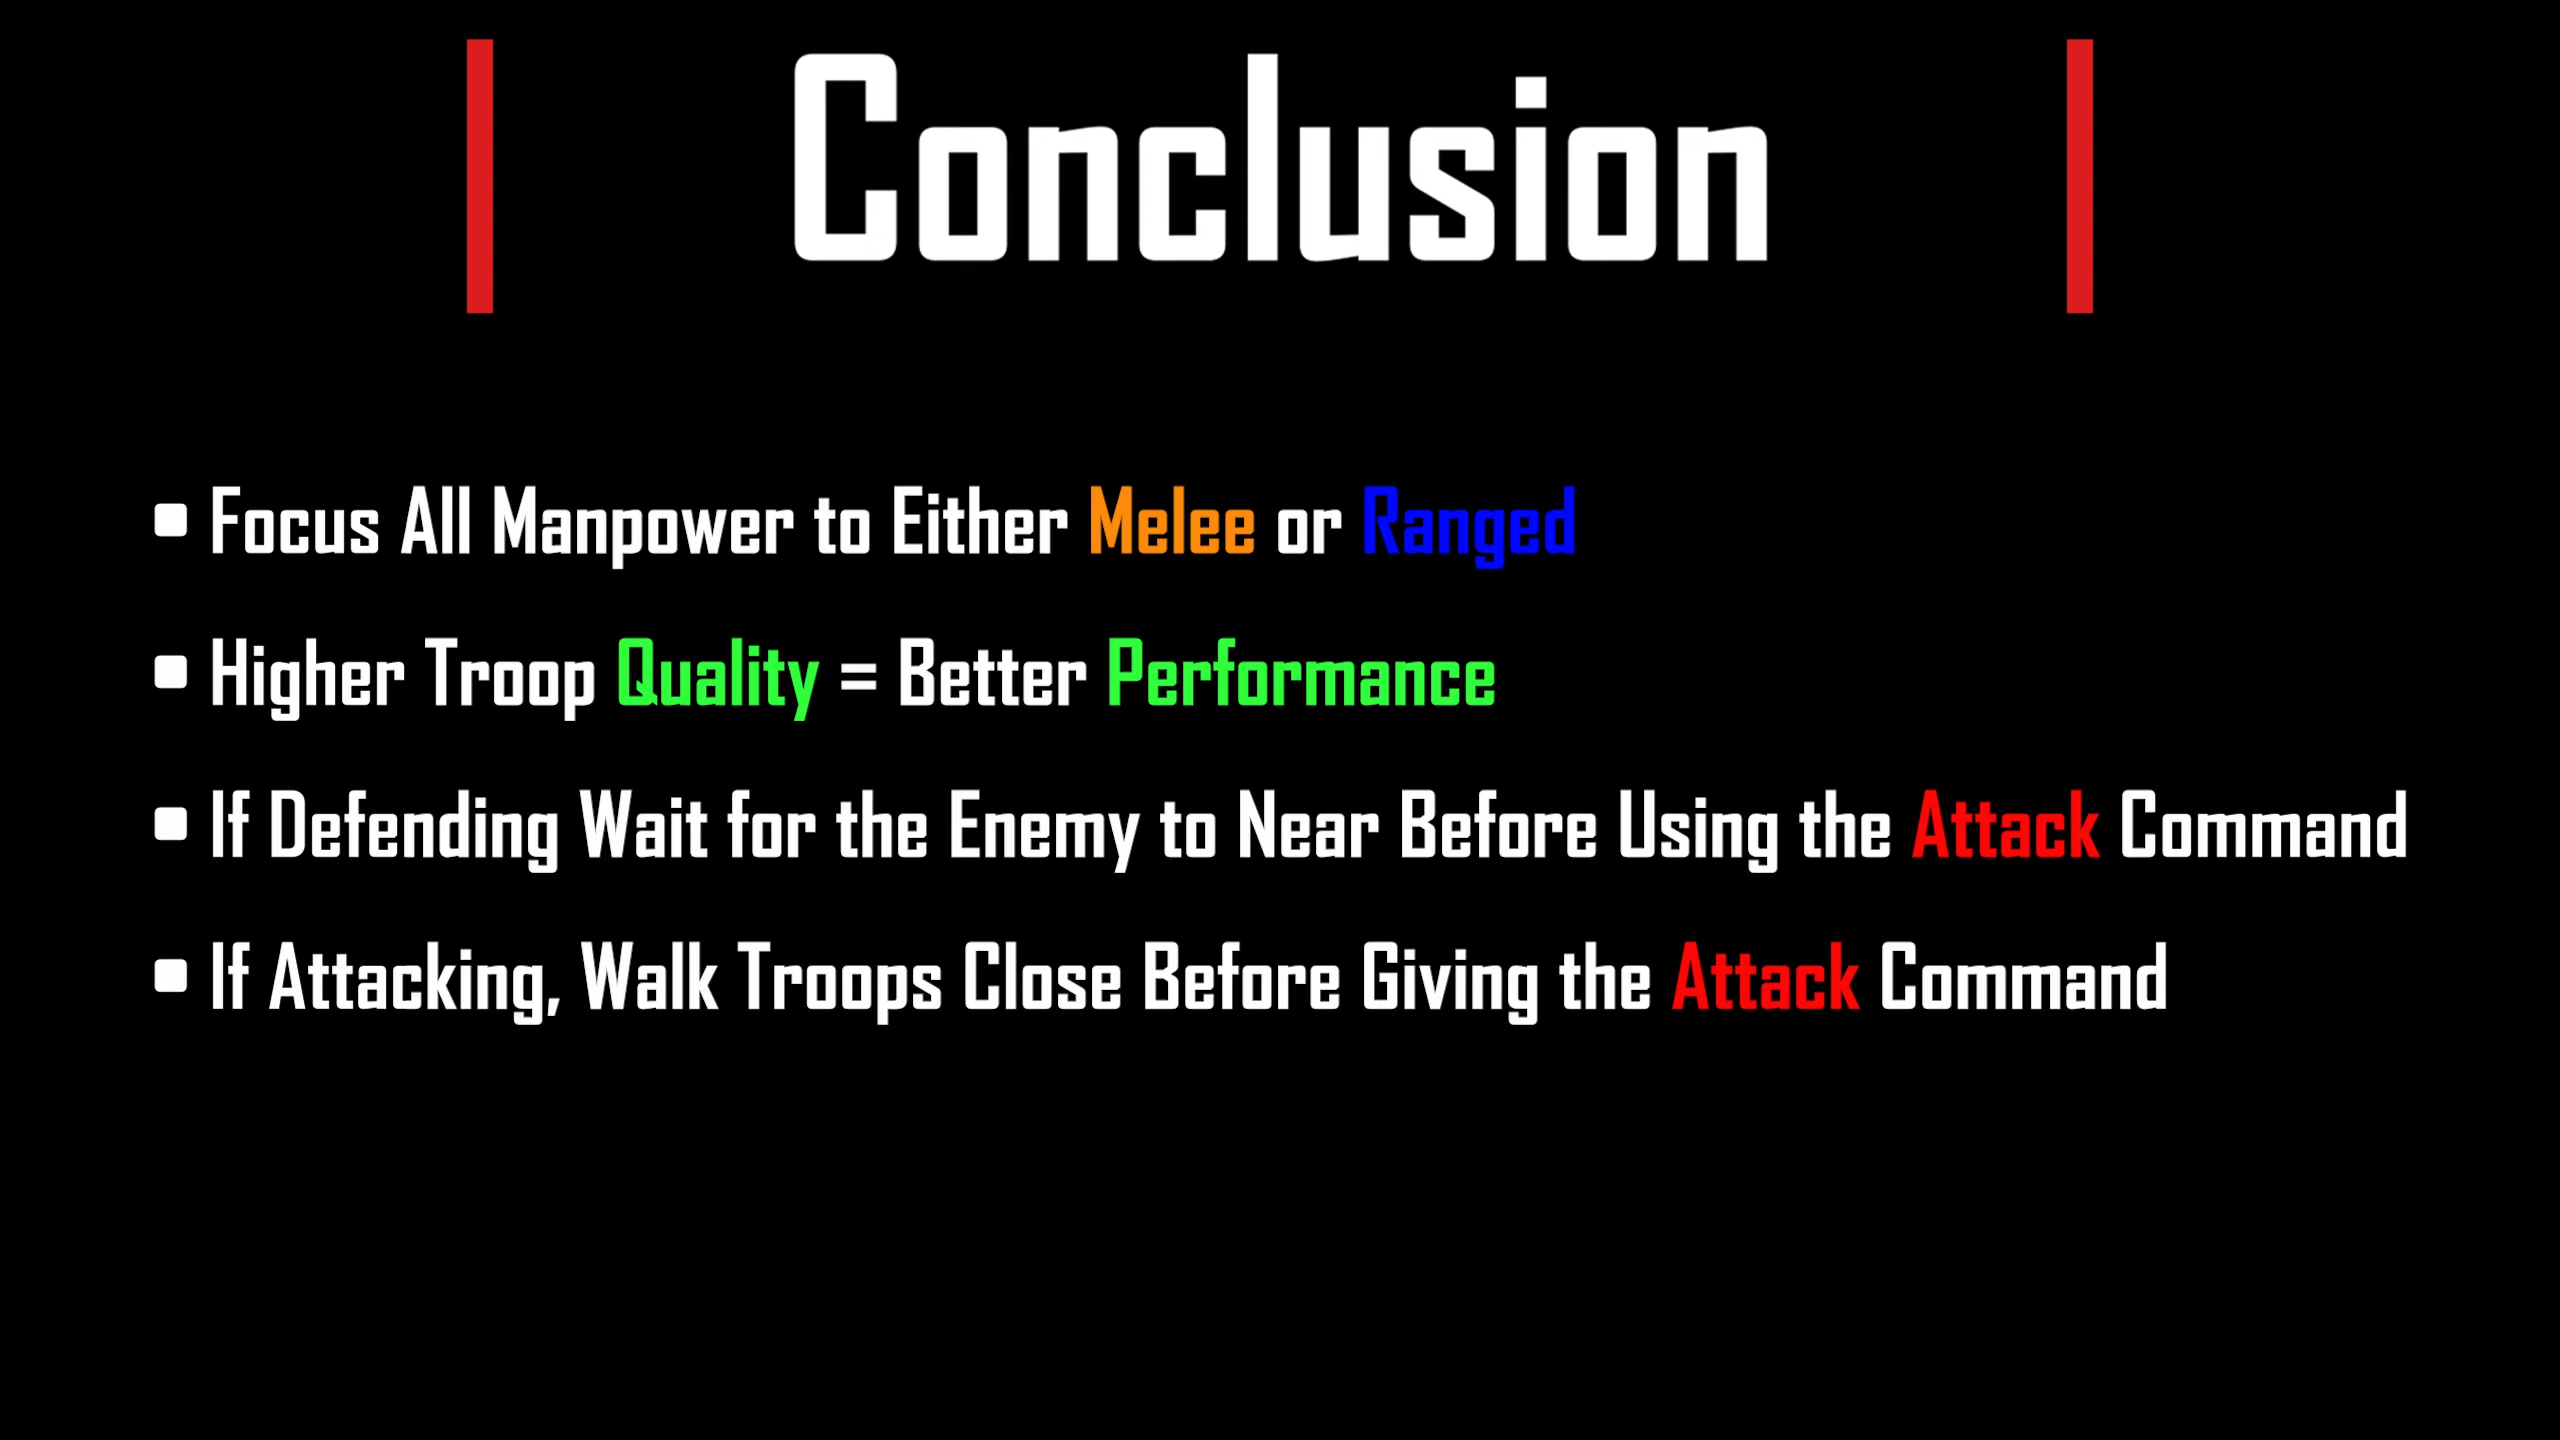 Conclusion
▪ Focus All Manpower to Either Melee or Ranged
▪ Higher Troop Quality = Better Performance
▪ If Defending Wait for the Enemy to Near Before Using the Attack Command
▪ If Attacking, Walk Troops Close Before Giving the Attack Command